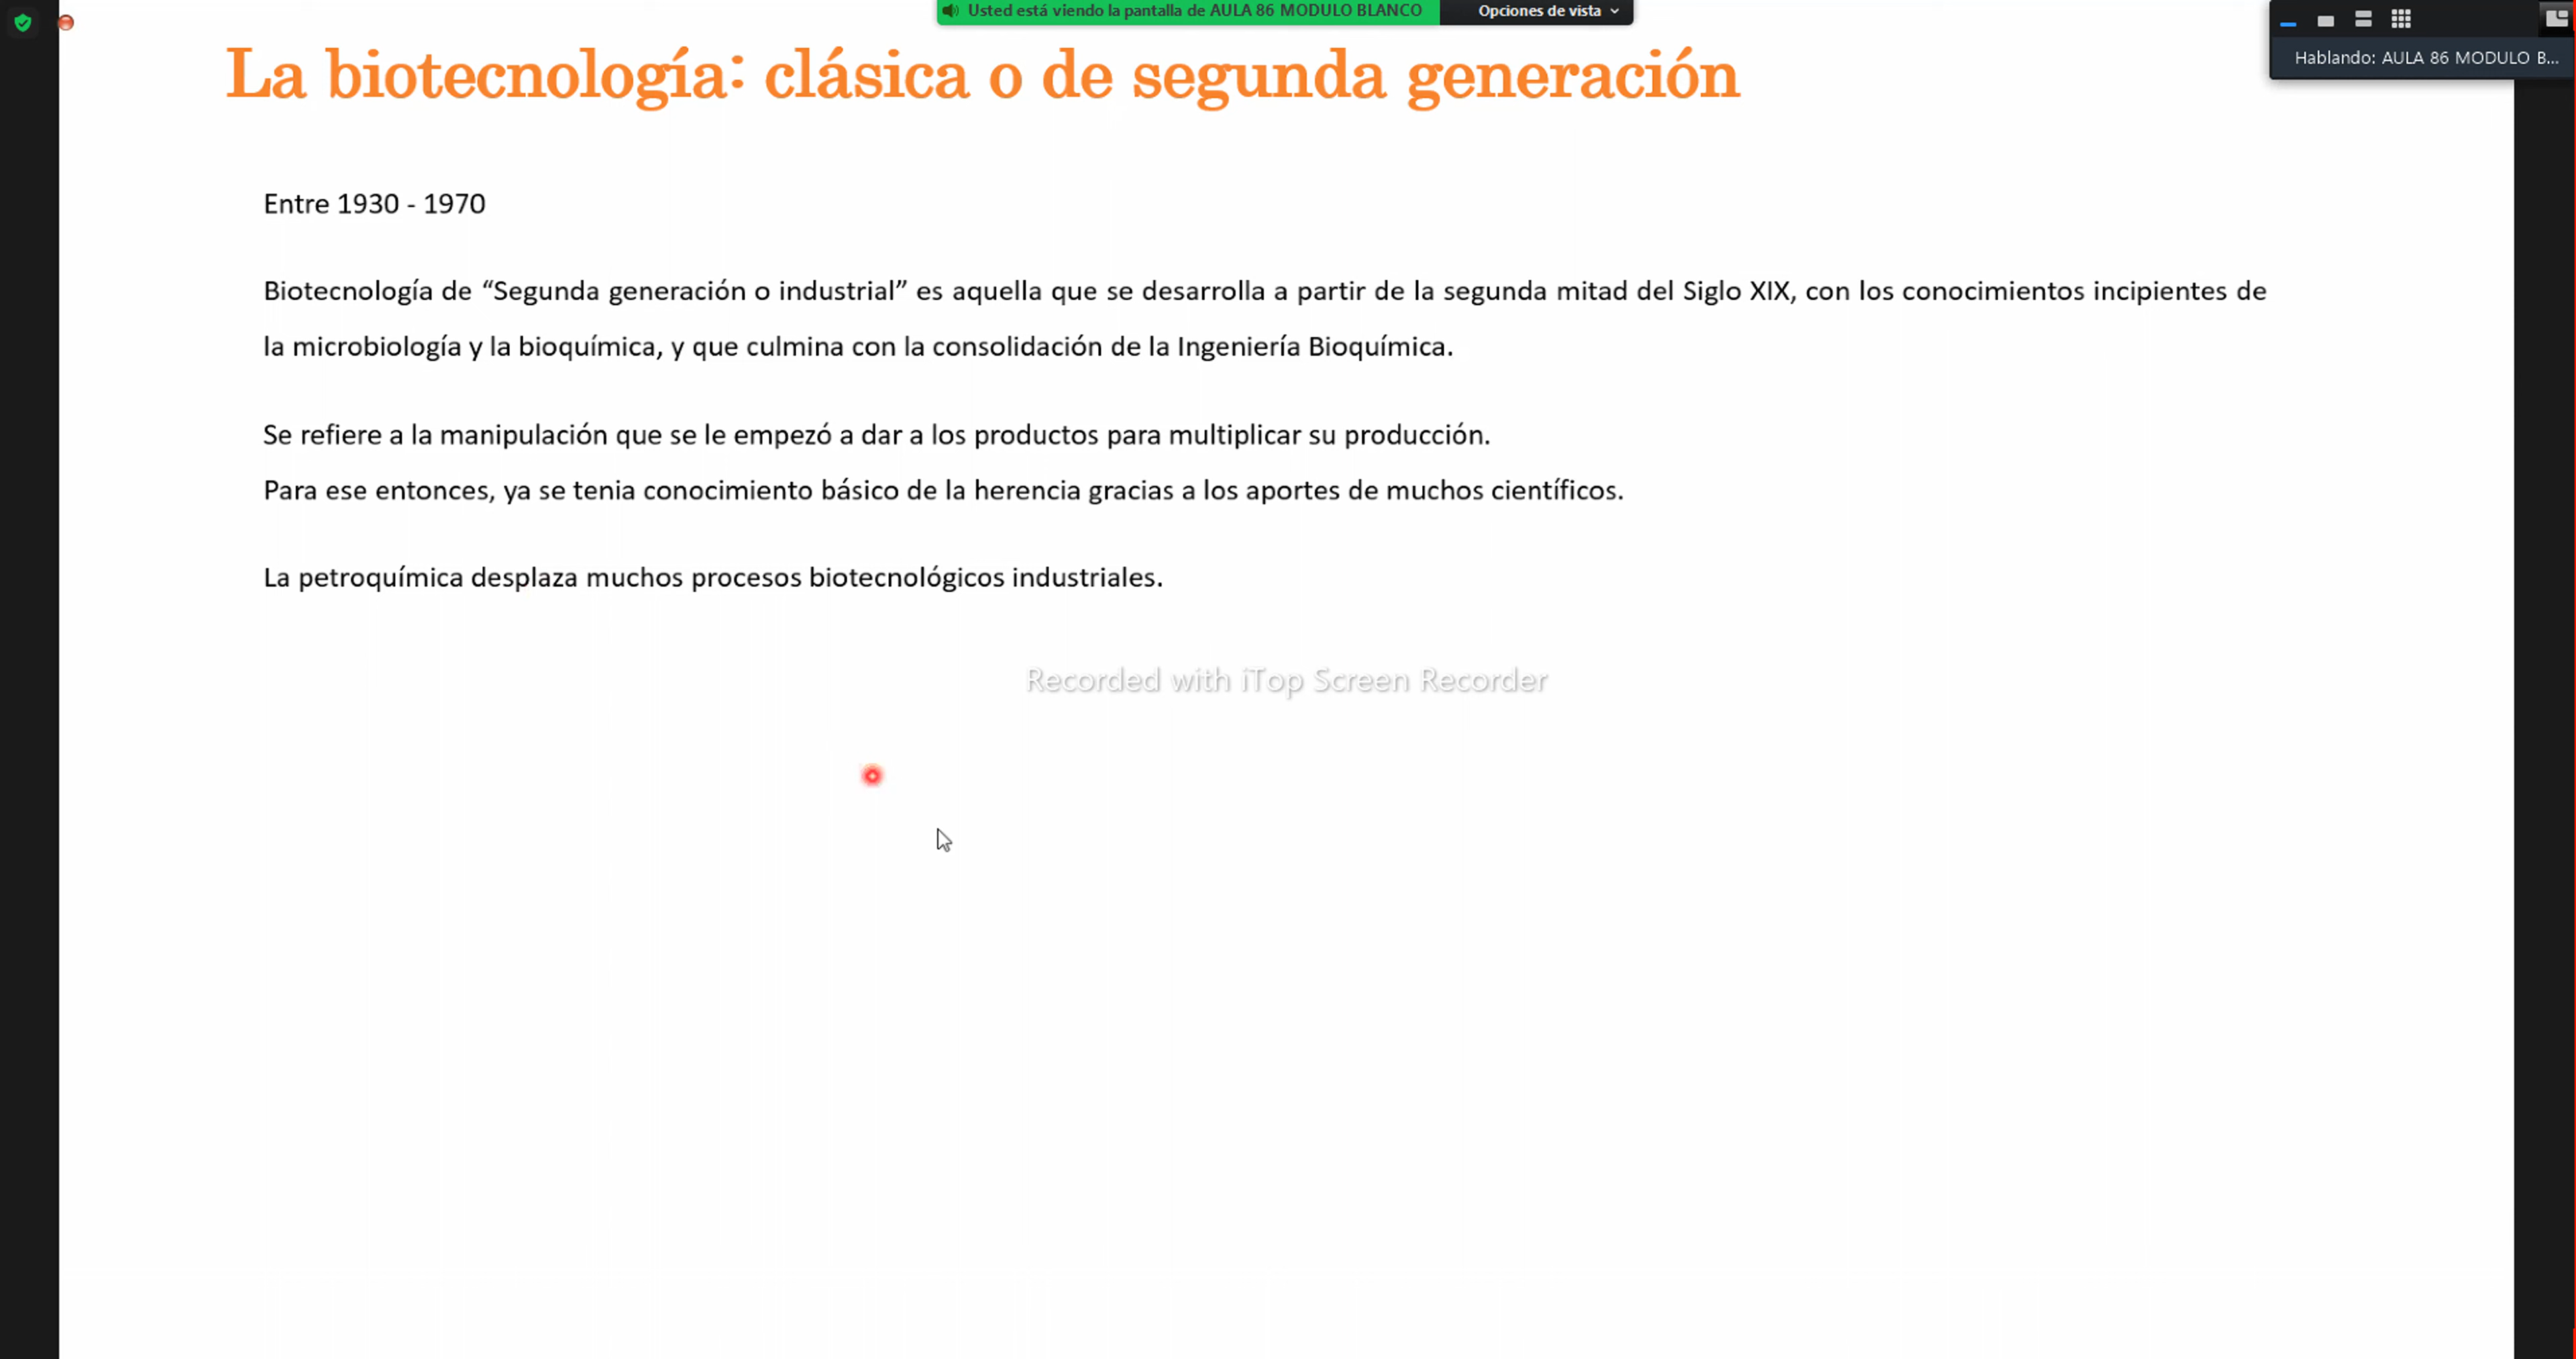 Usted está viendo la pantalla de AULA 86 MODULO BLANCO
Opciones de vista
Hablando: AULA 86 MODULO B...
La biotecnología: clásica o de segunda generación
Entre 1930 - 1970
Biotecnología de “Segunda generación o industrial” es aquella que se desarrolla a partir de la segunda mitad del Siglo XIX, con los conocimientos incipientes de
la microbiología y la bioquímica, y que culmina con la consolidación de la Ingeniería Bioquímica.
Se refiere a la manipulación que se le empezó a dar a los productos para multiplicar su producción.
Para ese entonces, ya se tenia conocimiento básico de la herencia gracias a los aportes de muchos científicos.
La petroquímica desplaza muchos procesos biotecnológicos industriales.
Recorded with iTop Screen Recorder